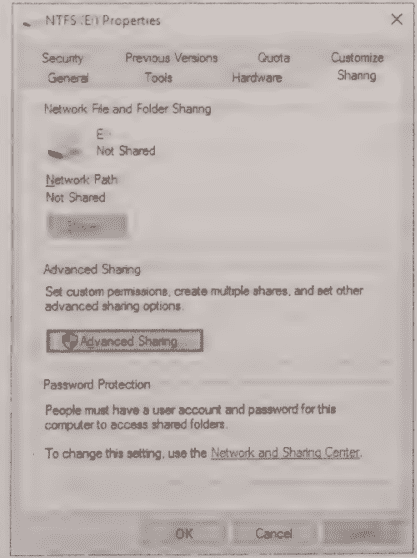 NTFS (E:) Properties
Security Previous Versions Quota Customize
General Tools Hardware Sharing
Network File and Folder Sharing
E:
Not Shared
Network Path:
Not Shared
Advanced Sharing
Set custom permissions, create multiple shares, and set other
advanced sharing options.
Advanced Sharing
Password Protection
People must have a user account and password for this
computer to access shared folders.
To change this setting, use the Network and Sharing Center.
OK Cancel